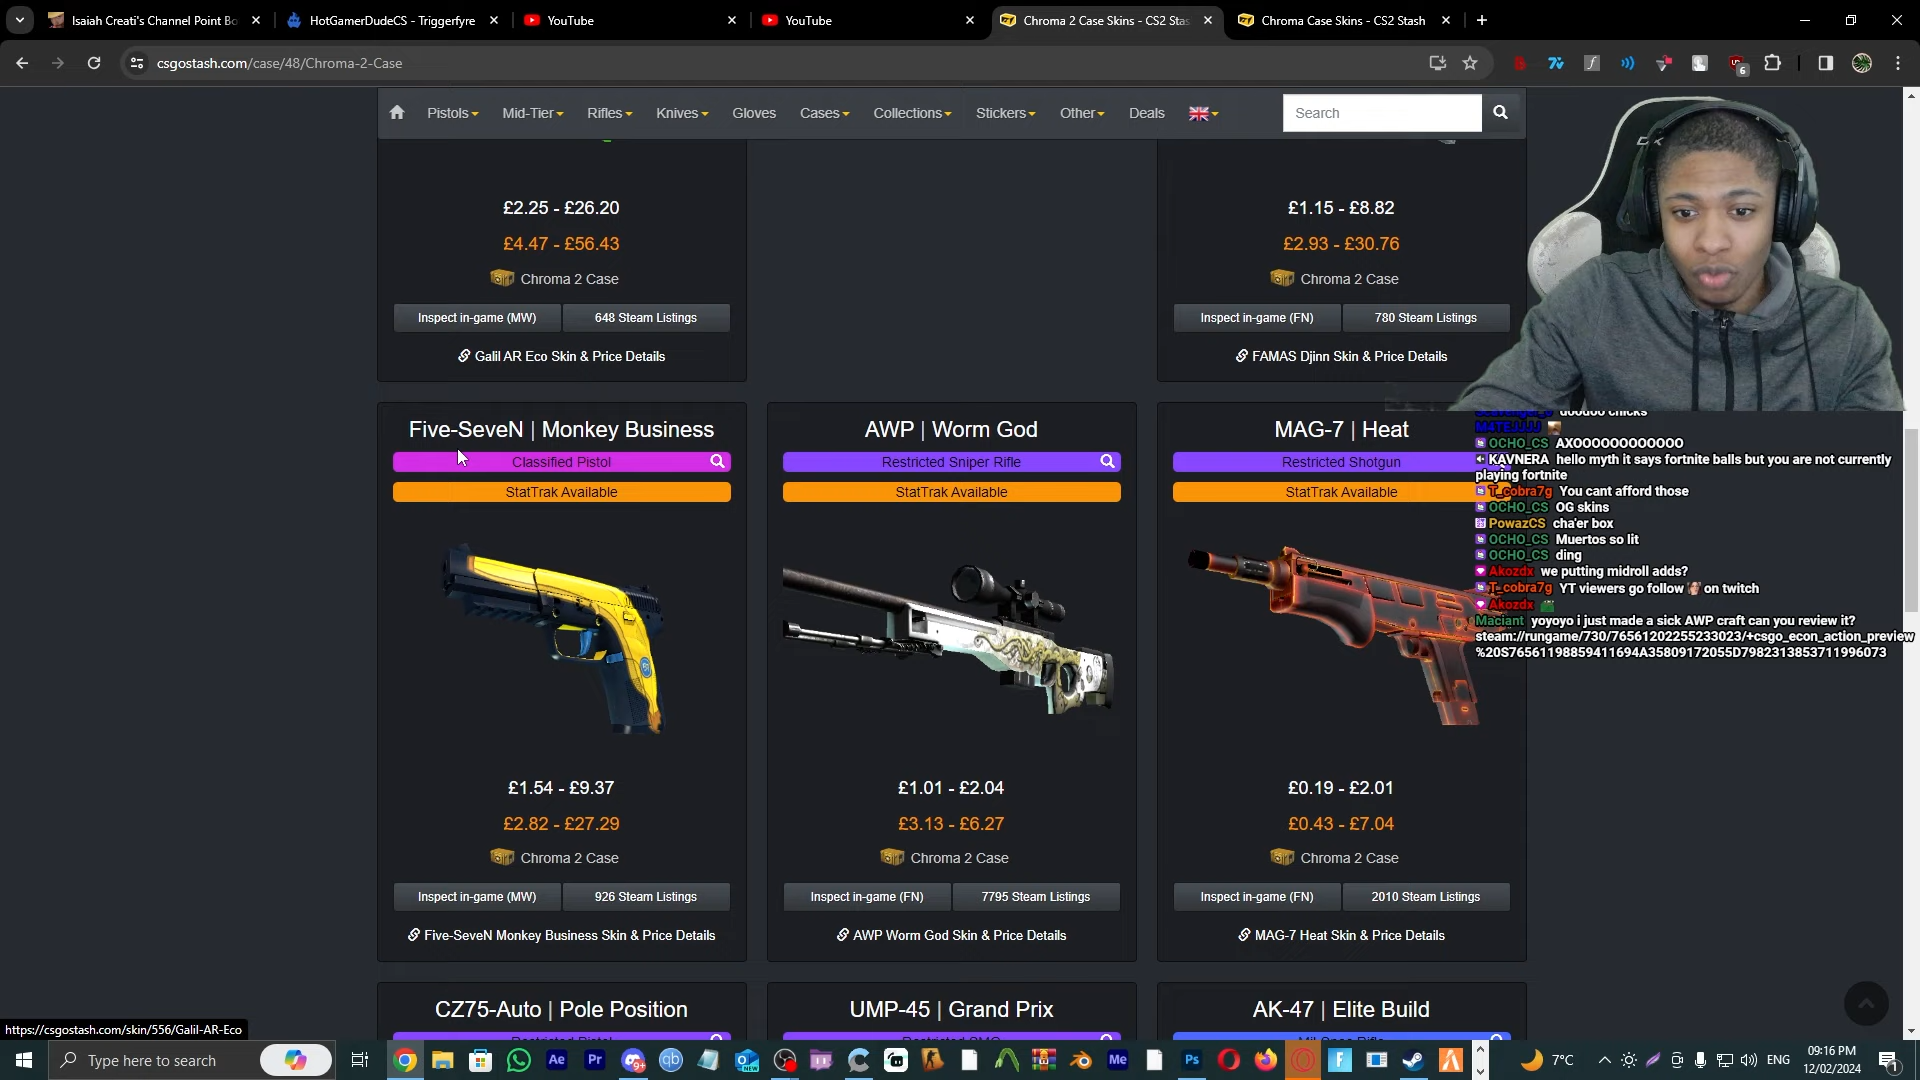 Isaiah Creati's Channel Point Bo
HotGamerDudeCS - Triggerfyre
YouTube
YouTube
Chroma 2 Case Skins - CS2 Stas
Chroma Case Skins - CS2 Stash
csgostash.com/case/48/Chroma-2-Case
6
Pistols
Mid-Tier
Rifles
Knives
Gloves
Cases
Collections
Stickers
Other
Deals
Search
£2.25 - £26.20
£4.47 - £56.43
Chroma 2 Case
Inspect in-game (MW)
648 Steam Listings
Galil AR Eco Skin & Price Details
£1.15 - £8.82
£2.93 - £30.76
Chroma 2 Case
Inspect in-game (FN)
780 Steam Listings
FAMAS Djinn Skin & Price Details
Five-SeveN | Monkey Business
Classified Pistol
StatTrak Available
£1.54 - £9.37
£2.82 - £27.29
Chroma 2 Case
Inspect in-game (MW)
926 Steam Listings
Five-SeveN Monkey Business Skin & Price Details
AWP | Worm God
Restricted Sniper Rifle
StatTrak Available
£1.01 - £2.04
£3.13 - £6.27
Chroma 2 Case
Inspect in-game (FN)
7795 Steam Listings
AWP Worm God Skin & Price Details
MAG-7 | Heat
Restricted Shotgun
StatTrak Available
£0.19 - £2.01
£0.43 - £7.04
Chroma 2 Case
Inspect in-game (FN)
2010 Steam Listings
MAG-7 Heat Skin & Price Details
doodoo chicks
M4TEJJJJ
OCHO_CS AXOOOOOOOOOOOO
KAVNERA hello myth it says fortnite balls but you are not currently
playing fortnite
T_cobra7g You cant afford those
OCHO_CS OG skins
PowazCS cha'er box
OCHO_CS Muertos so lit
OCHO_CS ding
Akozdx we putting midroll adds?
T_cobra7g YT viewers go follow on twitch
Akozdx
Maciant yoyoyo i just made a sick AWP craft can you review it?
steam://rungame/730/76561202255233023/+csgo_econ_action_preview
%20S76561198859411694A35809172055D7982313853711996073
CZ75-Auto | Pole Position
Restricted Pistol
UMP-45 | Grand Prix
Restricted SMG
AK-47 | Elite Build
Mil-Spec Rifle
https://csgostash.com/skin/556/Galil-AR-Eco
Type here to search
7°C
ENG
09:16 PM
12/02/2024